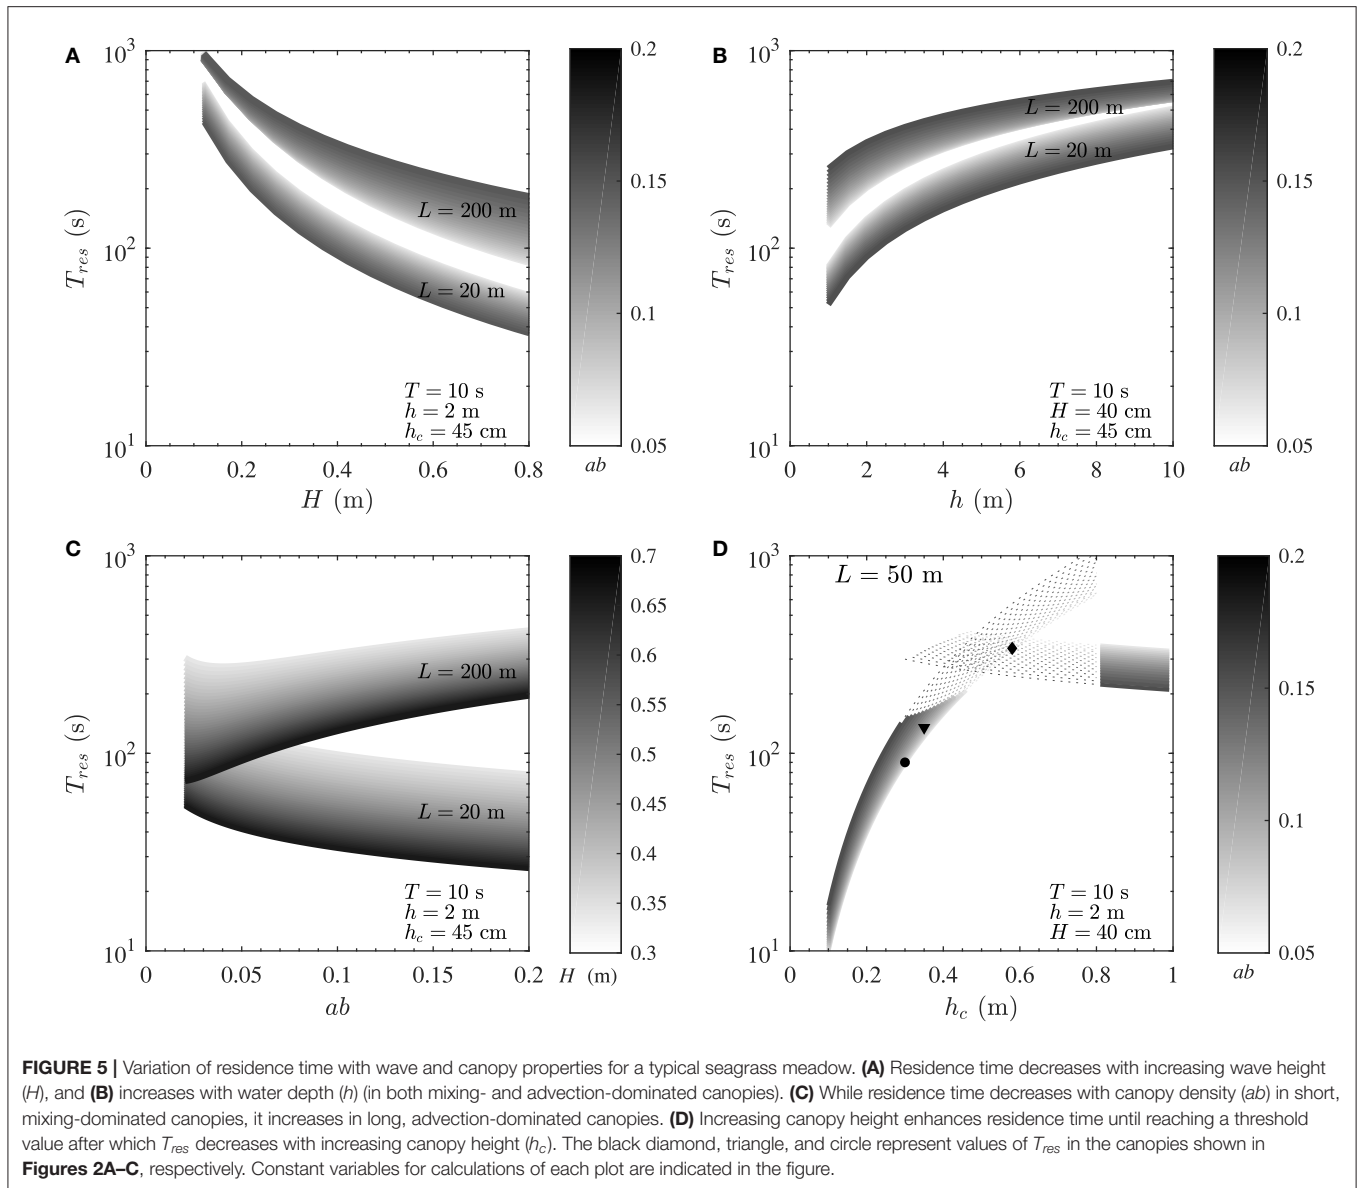 A
10³
10²
10¹
T_res (s)
L = 200 m
L = 20 m
T = 10 s
h = 2 m
h_c = 45 cm
0 0.2 0.4 0.6 0.8
H (m)
0.2
0.15
0.1
0.05
ab
B
10³
10²
10¹
T_res (s)
L = 200 m
L = 20 m
T = 10 s
H = 40 cm
h_c = 45 cm
0 2 4 6 8 10
h (m)
0.2
0.15
0.1
0.05
ab
C
10³
10²
10¹
T_res (s)
L = 200 m
L = 20 m
T = 10 s
h = 2 m
h_c = 45 cm
0 0.05 0.1 0.15 0.2
ab
0.7
0.65
0.6
0.55
0.5
0.45
0.4
0.35
0.3
H (m)
D
10³
10²
10¹
T_res (s)
L = 50 m
T = 10 s
h = 2 m
H = 40 cm
0 0.2 0.4 0.6 0.8 1
h_c (m)
0.2
0.15
0.1
0.05
ab
FIGURE 5 | Variation of residence time with wave and canopy properties for a typical seagrass meadow. (A) Residence time decreases with increasing wave height
(H), and (B) increases with water depth (h) (in both mixing- and advection-dominated canopies). (C) While residence time decreases with canopy density (ab) in short,
mixing-dominated canopies, it increases in long, advection-dominated canopies. (D) Increasing canopy height enhances residence time until reaching a threshold
value after which T_res decreases with increasing canopy height (h_c). The black diamond, triangle, and circle represent values of T_res in the canopies shown in
Figures 2A–C, respectively. Constant variables for calculations of each plot are indicated in the figure.